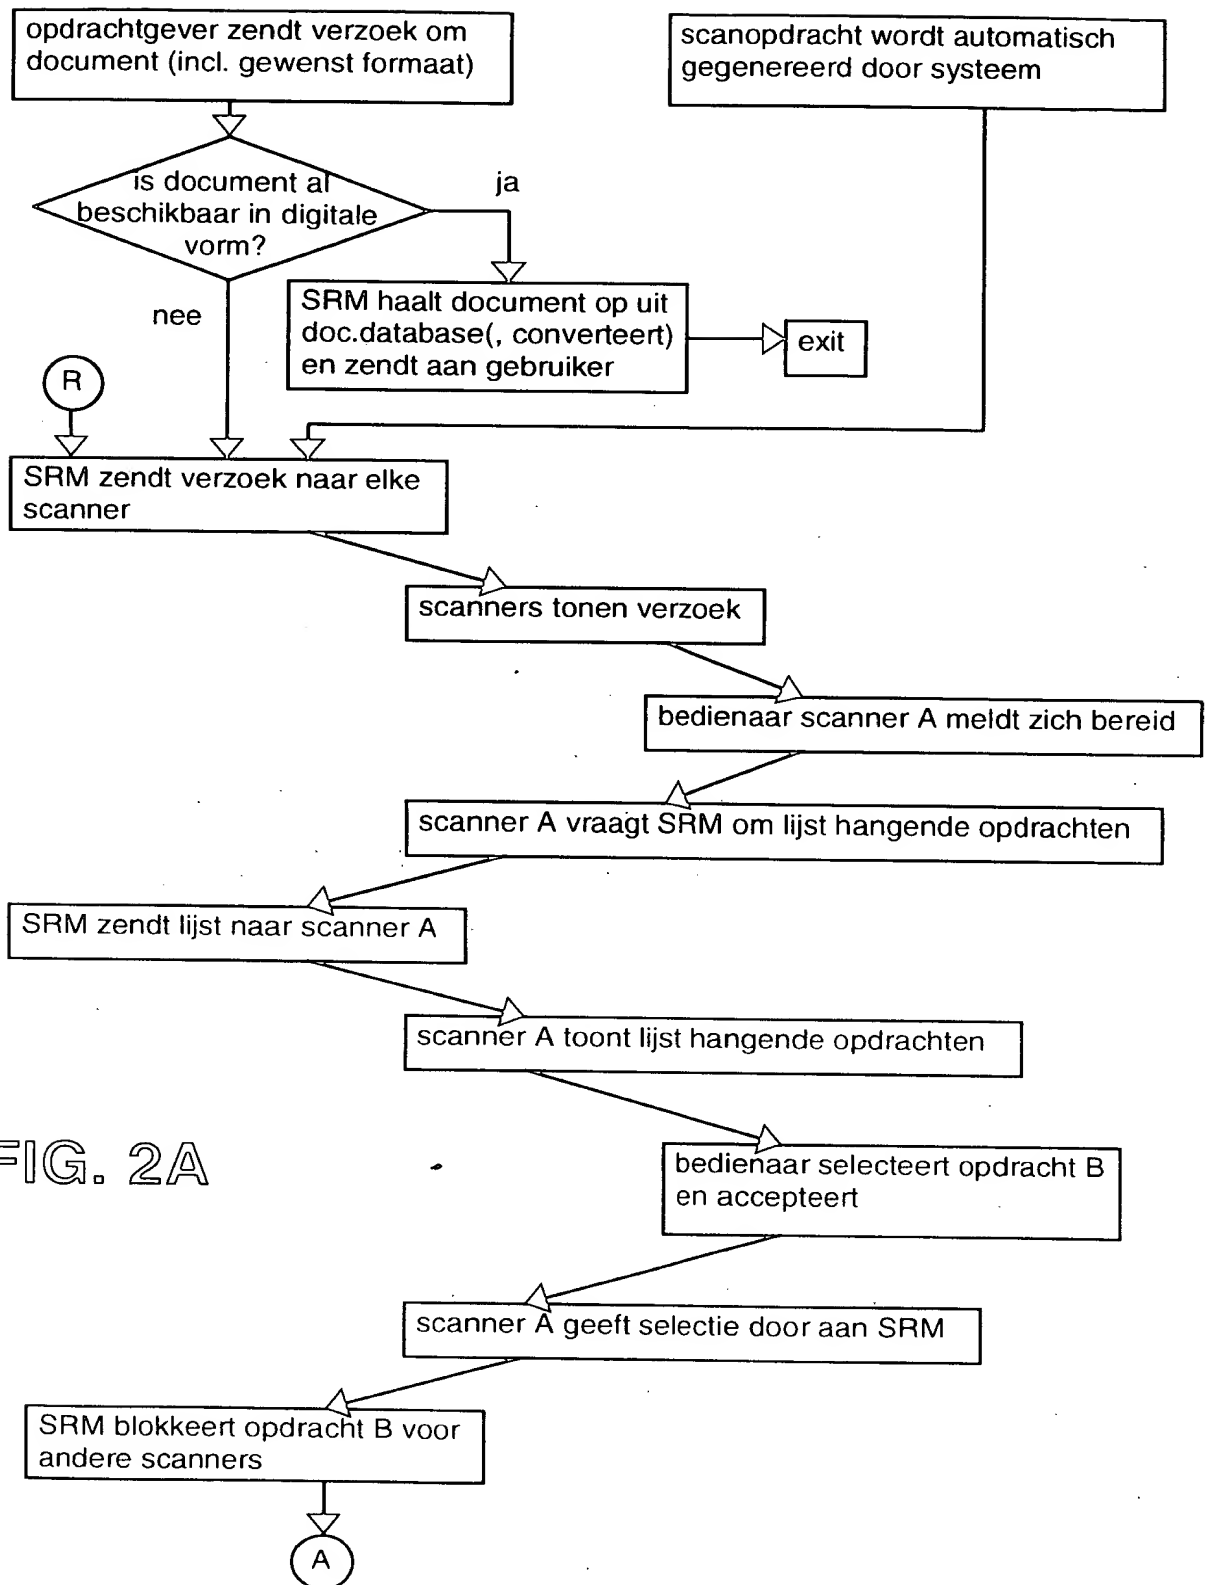 opdrachtgever zendt verzoek om
document (incl. gewenst formaat)
scanopdracht wordt automatisch
gegenereerd door systeem
is document al
beschikbaar in digitale
vorm?
ja
nee
SRM haalt document op uit
doc.database(, converteert)
en zendt aan gebruiker
exit
R
SRM zendt verzoek naar elke
scanner
scanners tonen verzoek
bedienaar scanner A meldt zich bereid
scanner A vraagt SRM om lijst hangende opdrachten
SRM zendt lijst naar scanner A
scanner A toont lijst hangende opdrachten
FIG. 2A
bedienaar selecteert opdracht B
en accepteert
scanner A geeft selectie door aan SRM
SRM blokkeert opdracht B voor
andere scanners
A